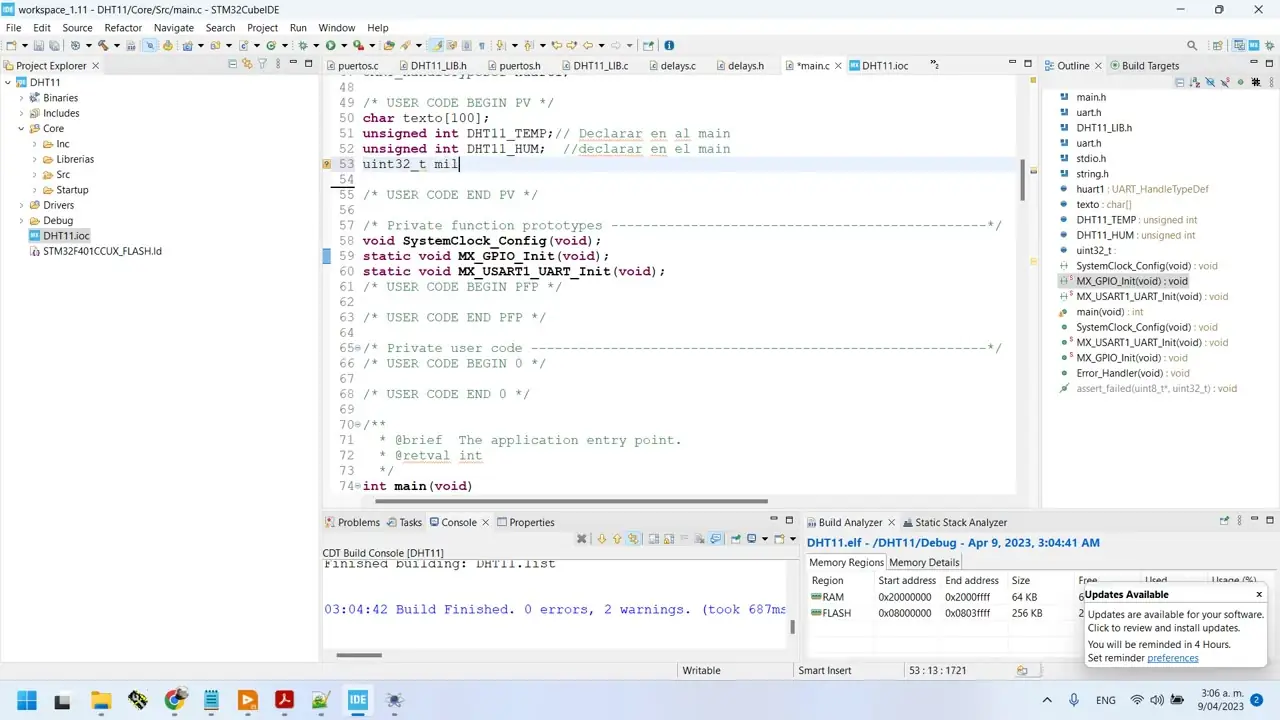 workspace_1.11 - DHT11/Core/Src/main.c - STM32CubeIDE
File Edit Source Refactor Navigate Search Project Run Window Help
Project Explorer
DHT11
Binaries
Includes
Core
Inc
Librerias
Src
Startup
Drivers
Debug
DHT11.ioc
STM32F401CCUX_FLASH.ld
puertos.c DHT11_LIB.h puertos.h DHT11_LIB.c delays.c delays.h *main.c DHT11.ioc »2
48
49 /* USER CODE BEGIN PV */
50 char texto[100];
51 unsigned int DHT11_TEMP;// Declarar en al main
52 unsigned int DHT11_HUM; //declarar en el main
53 uint32_t mil
54
55 /* USER CODE END PV */
56
57 /* Private function prototypes -----------------------------------------------*/
58 void SystemClock_Config(void);
59 static void MX_GPIO_Init(void);
60 static void MX_USART1_UART_Init(void);
61 /* USER CODE BEGIN PFP */
62
63 /* USER CODE END PFP */
64
65 /* Private user code ---------------------------------------------------------*/
66 /* USER CODE BEGIN 0 */
67
68 /* USER CODE END 0 */
69
70 /**
71 * @brief The application entry point.
72 * @retval int
73 */
74 int main(void)
Outline Build Targets
main.h
uart.h
DHT11_LIB.h
uart.h
stdio.h
string.h
huart1 : UART_HandleTypeDef
texto : char[]
DHT11_TEMP : unsigned int
DHT11_HUM : unsigned int
uint32_t :
SystemClock_Config(void) : void
MX_GPIO_Init(void) : void
MX_USART1_UART_Init(void) : void
main(void) : int
SystemClock_Config(void) : void
MX_USART1_UART_Init(void) : void
MX_GPIO_Init(void) : void
Error_Handler(void) : void
assert_failed(uint8_t*, uint32_t) : void
Problems Tasks Console Properties
CDT Build Console [DHT11]
Finished building: DHT11.list
03:04:42 Build Finished. 0 errors, 2 warnings. (took 687ms
Build Analyzer Static Stack Analyzer
DHT11.elf - /DHT11/Debug - Apr 9, 2023, 3:04:41 AM
Memory Regions Memory Details
Region Start address End address Size Free Used Usage (%)
RAM 0x20000000 0x2000ffff 64 KB
FLASH 0x08000000 0x0803ffff 256 KB
Updates Available
Updates are available for your software.
Click to review and install updates.
You will be reminded in 4 Hours.
Set reminder preferences
Writable Smart Insert 53 : 13 : 1721
IDE
ENG
3:06 a. m.
9/04/2023
2